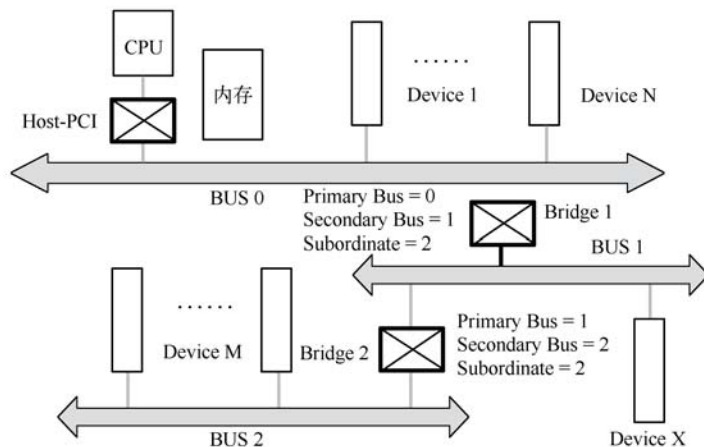 CPU
内存
......
Host-PCI
Device 1
Device N
BUS 0
Primary Bus = 0
Secondary Bus = 1
Subordinate = 2
Bridge 1
BUS 1
......
Device M
Bridge 2
Primary Bus = 1
Secondary Bus = 2
Subordinate = 2
BUS 2
Device X